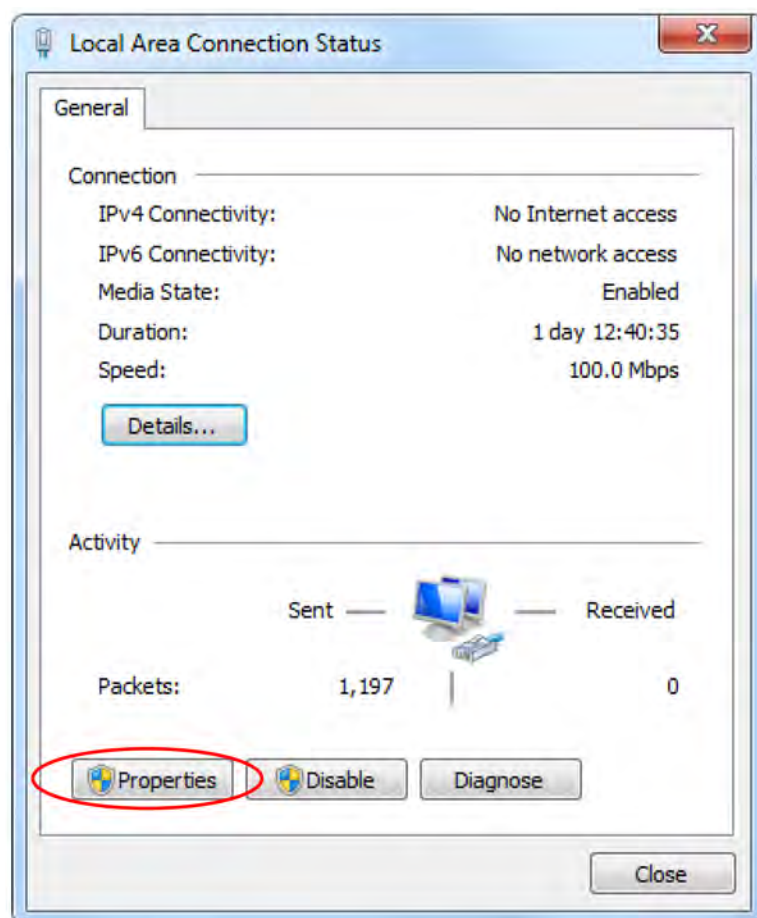 Local Area Connection Status
General
Connection
IPv4 Connectivity: No Internet access
IPv6 Connectivity: No network access
Media State: Enabled
Duration: 1 day 12:40:35
Speed: 100.0 Mbps
Details...
Activity
Sent Received
Packets: 1,197 0
Properties Disable Diagnose
Close